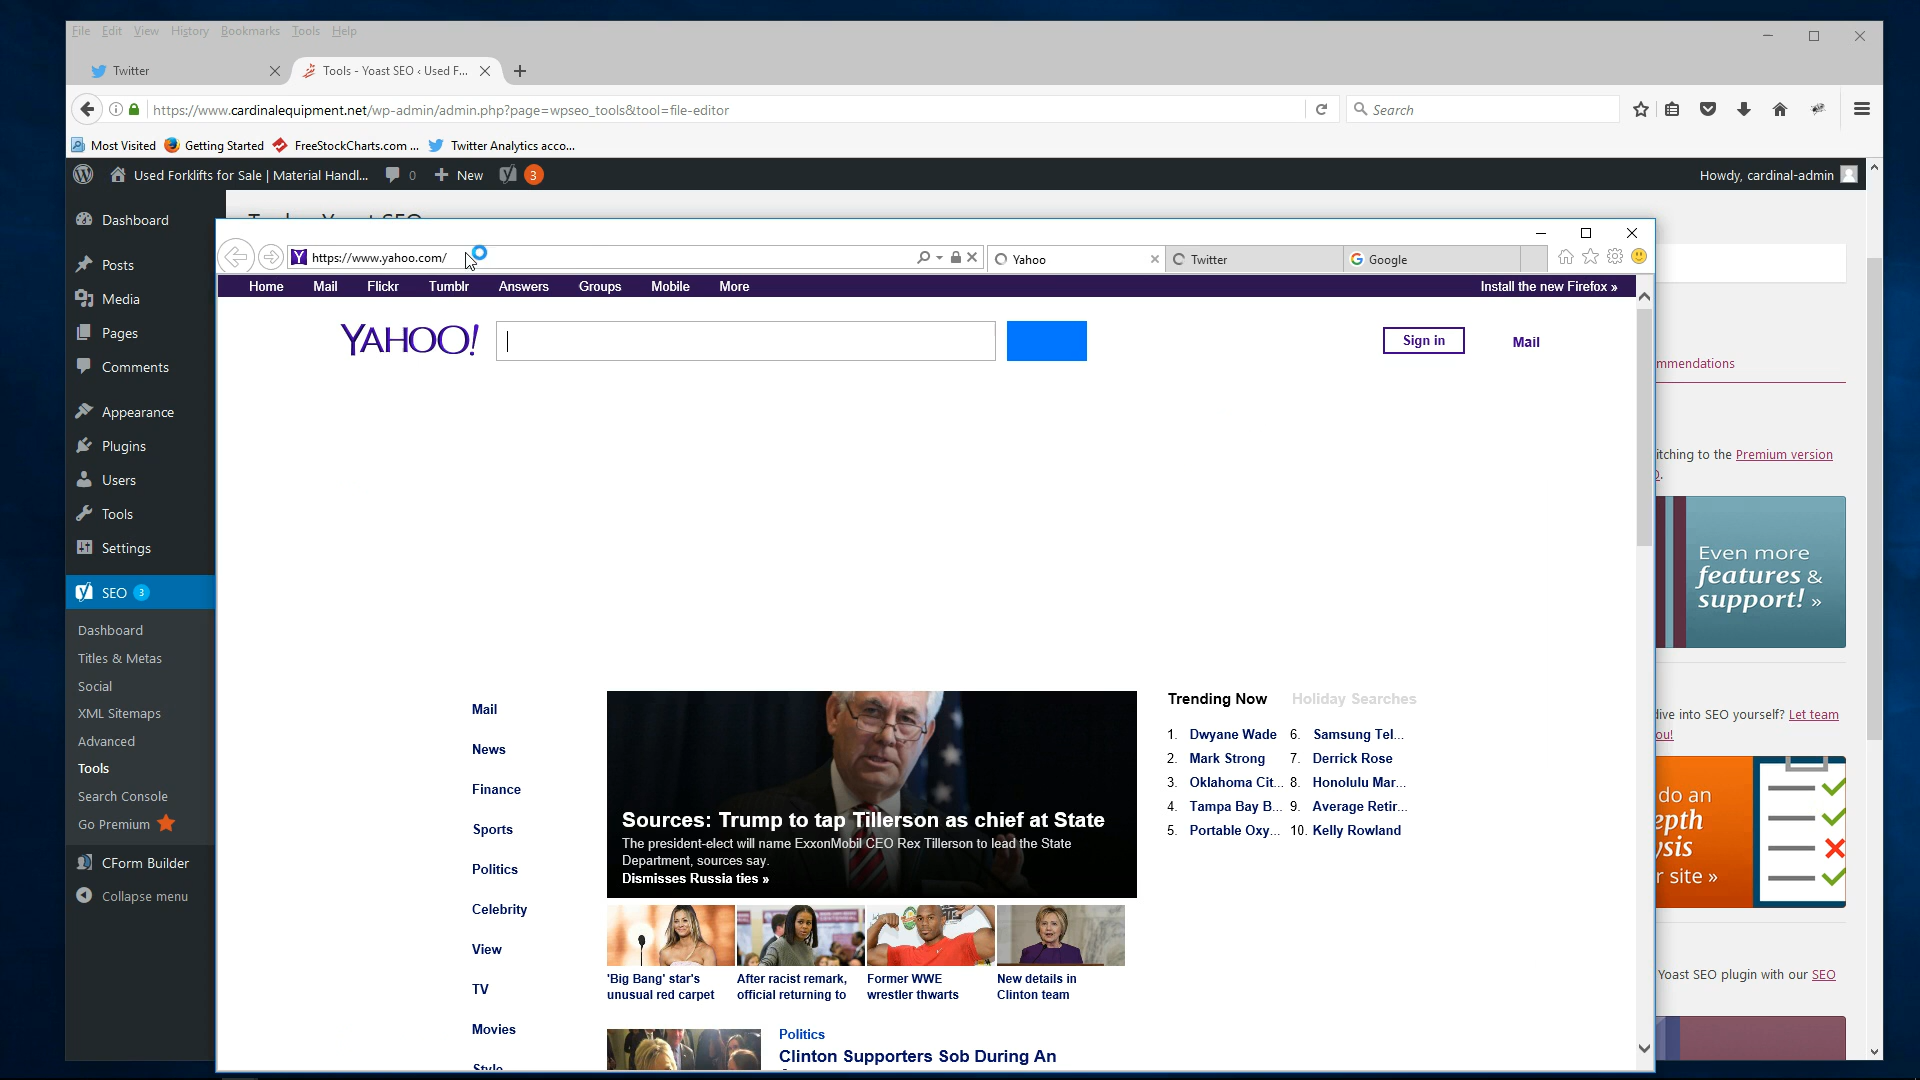 File Edit View History Bookmarks Tools Help
Twitter
Tools - Yoast SEO ‹ Used F...
https://www.cardinalequipment.net/wp-admin/admin.php?page=wpseo_tools&tool=file-editor
Search
Most Visited Getting Started FreeStockCharts.com ... Twitter Analytics acco...
Used Forklifts for Sale | Material Handl... 0 New 3
Howdy, cardinal-admin
Dashboard
Posts
Media
Pages
Comments
Appearance
Plugins
Users
Tools
Settings
SEO 3
Dashboard
Titles & Metas
Social
XML Sitemaps
Advanced
Tools
Search Console
Go Premium
CForm Builder
Collapse menu
https://www.yahoo.com/
Yahoo
Twitter
Google
Home Mail Flickr Tumblr Answers Groups Mobile More
Install the new Firefox »
YAHOO!
Sign in
Mail
Mail
News
Finance
Sports
Politics
Celebrity
View
TV
Movies
Style
Sources: Trump to tap Tillerson as chief at State
The president-elect will name ExxonMobil CEO Rex Tillerson to lead the State
Department, sources say.
Dismisses Russia ties »
'Big Bang' star's
unusual red carpet
After racist remark,
official returning to
Former WWE
wrestler thwarts
New details in
Clinton team
Politics
Clinton Supporters Sob During An
Trending Now Holiday Searches
1. Dwyane Wade
2. Mark Strong
3. Oklahoma Cit...
4. Tampa Bay B...
5. Portable Oxy...
6. Samsung Tel...
7. Derrick Rose
8. Honolulu Mar...
9. Average Retir...
10. Kelly Rowland
mmendations
itching to the Premium version
Even more
features &
support! »
dive into SEO yourself? Let team
ou!
do an
epth
ysis
r site »
Yoast SEO plugin with our SEO